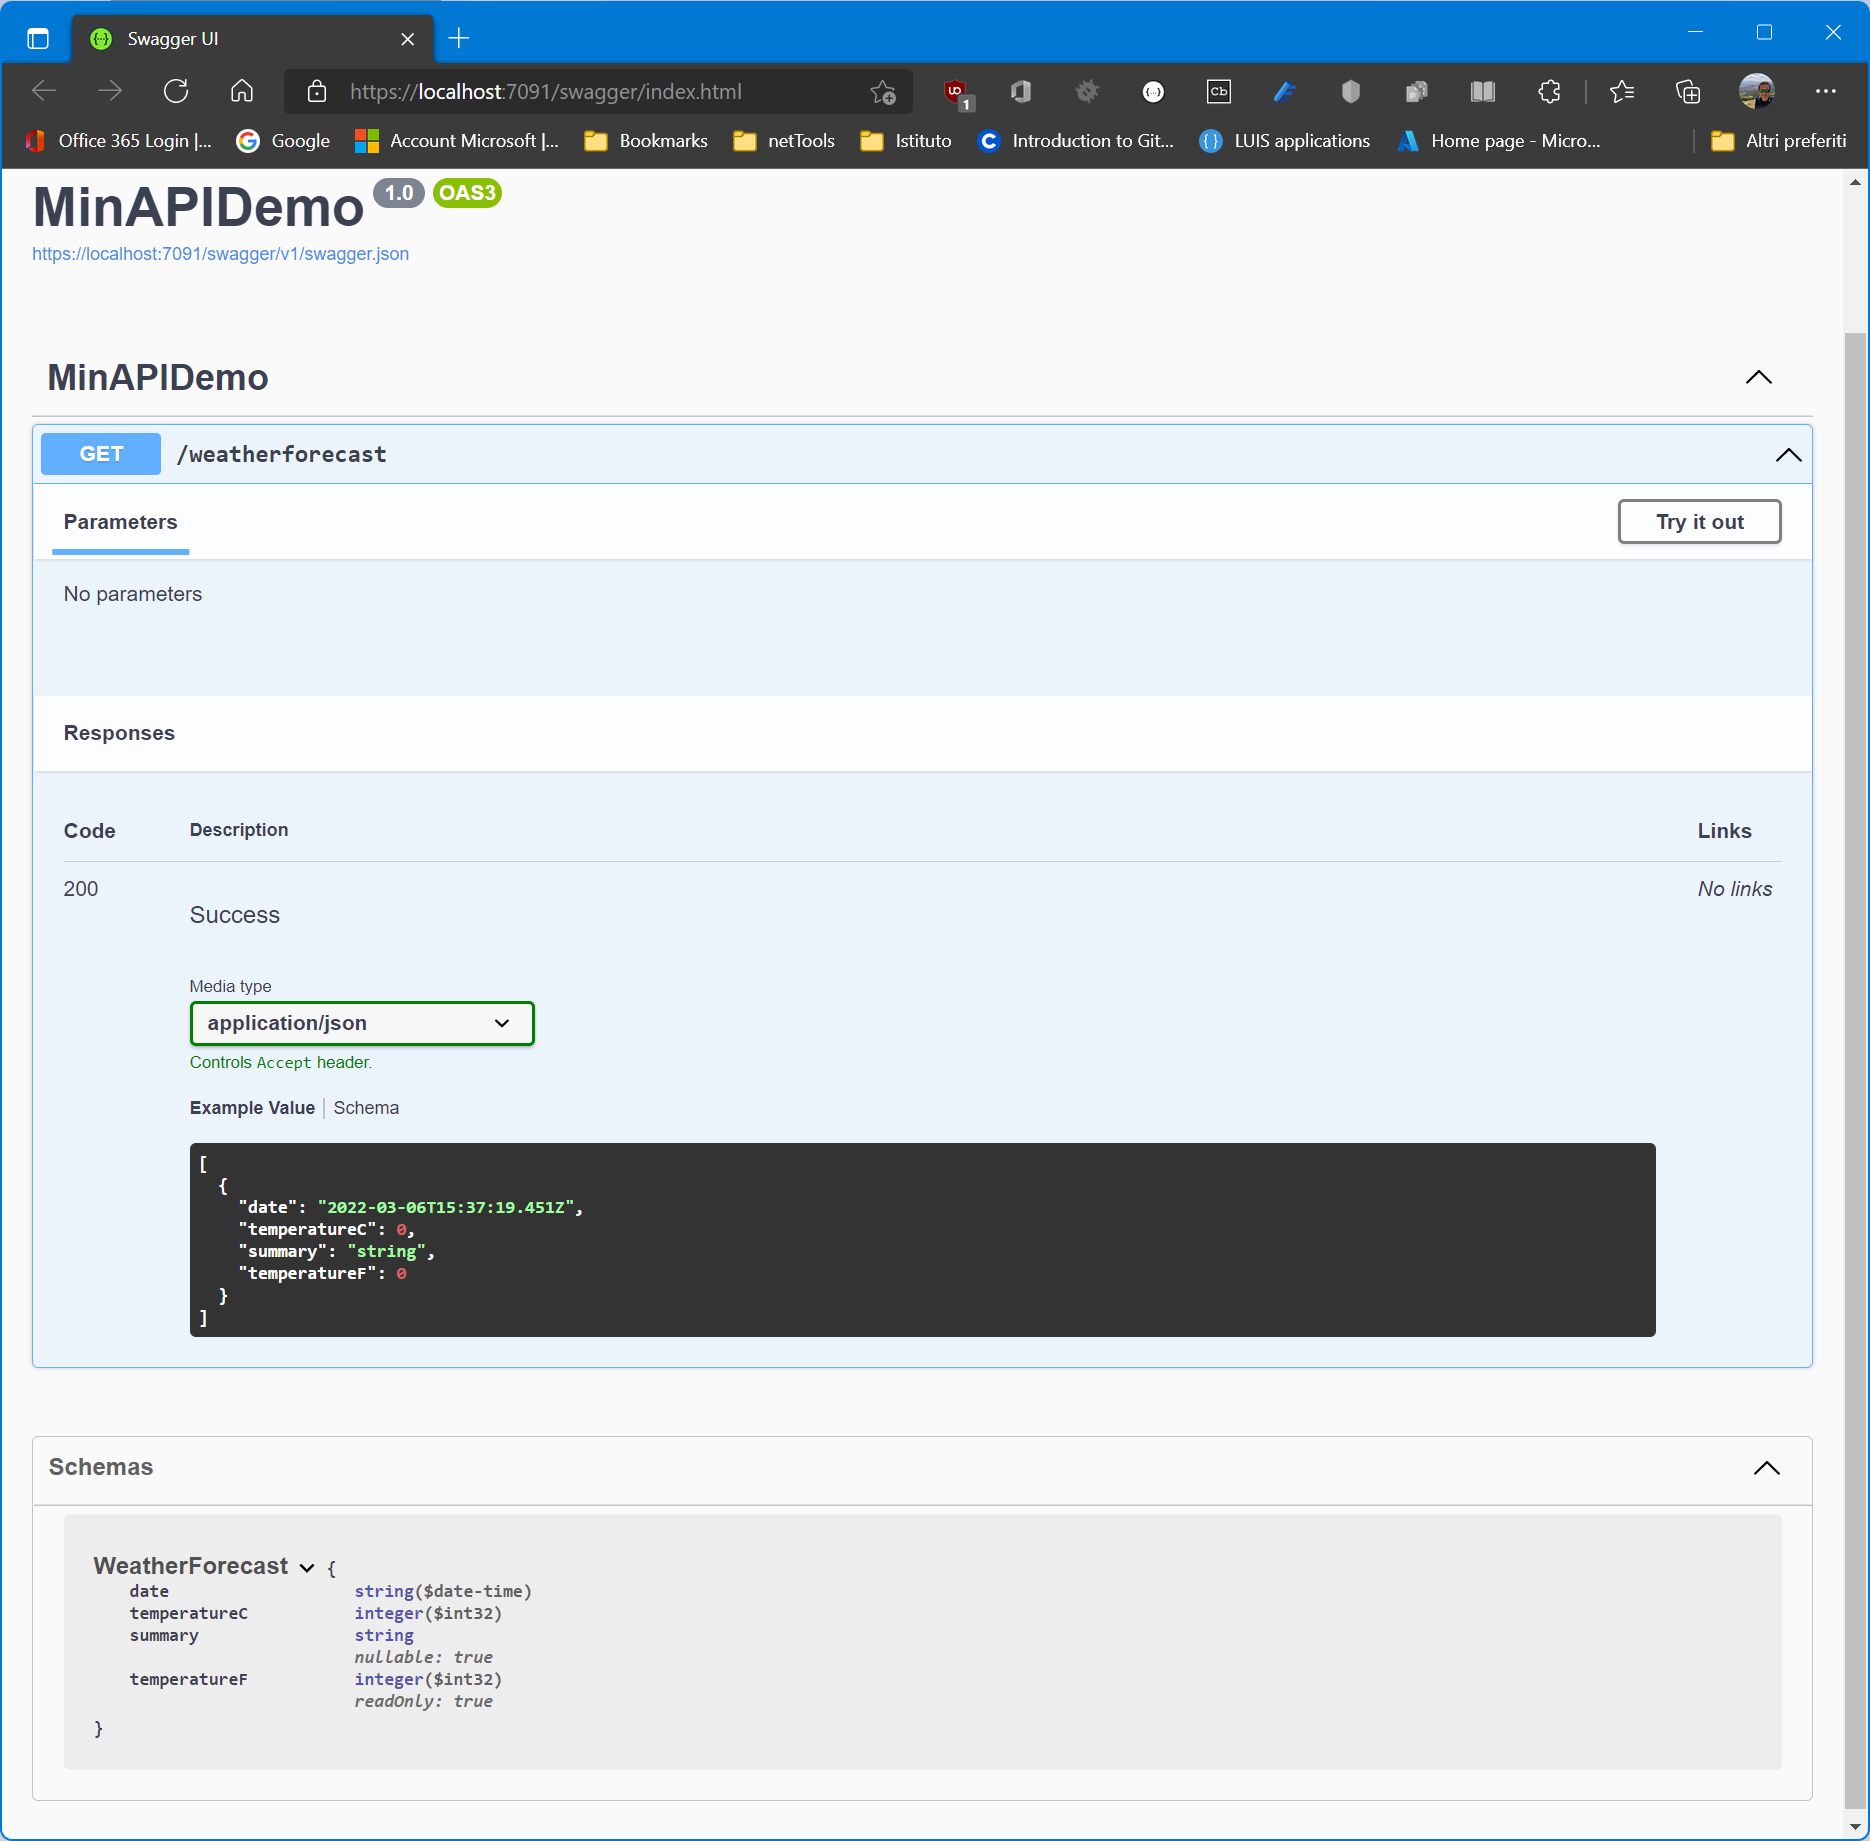 Swagger UI
https://localhost:7091/swagger/index.html
1
Office 365 Login |...
Google
Account Microsoft |...
Bookmarks
netTools
Istituto
Introduction to Git...
LUIS applications
Home page - Micro...
Altri preferiti
MinAPIDemo 1.0 OAS3
https://localhost:7091/swagger/v1/swagger.json
MinAPIDemo
GET /weatherforecast
Parameters
Try it out
No parameters
Responses
Code Description Links
200
Success
No links
Media type
application/json
Controls Accept header.
Example Value | Schema
[
{
"date": "2022-03-06T15:37:19.451Z",
"temperatureC": 0,
"summary": "string",
"temperatureF": 0
}
]
Schemas
WeatherForecast {
date string($date-time)
temperatureC integer($int32)
summary string
nullable: true
temperatureF integer($int32)
readOnly: true
}